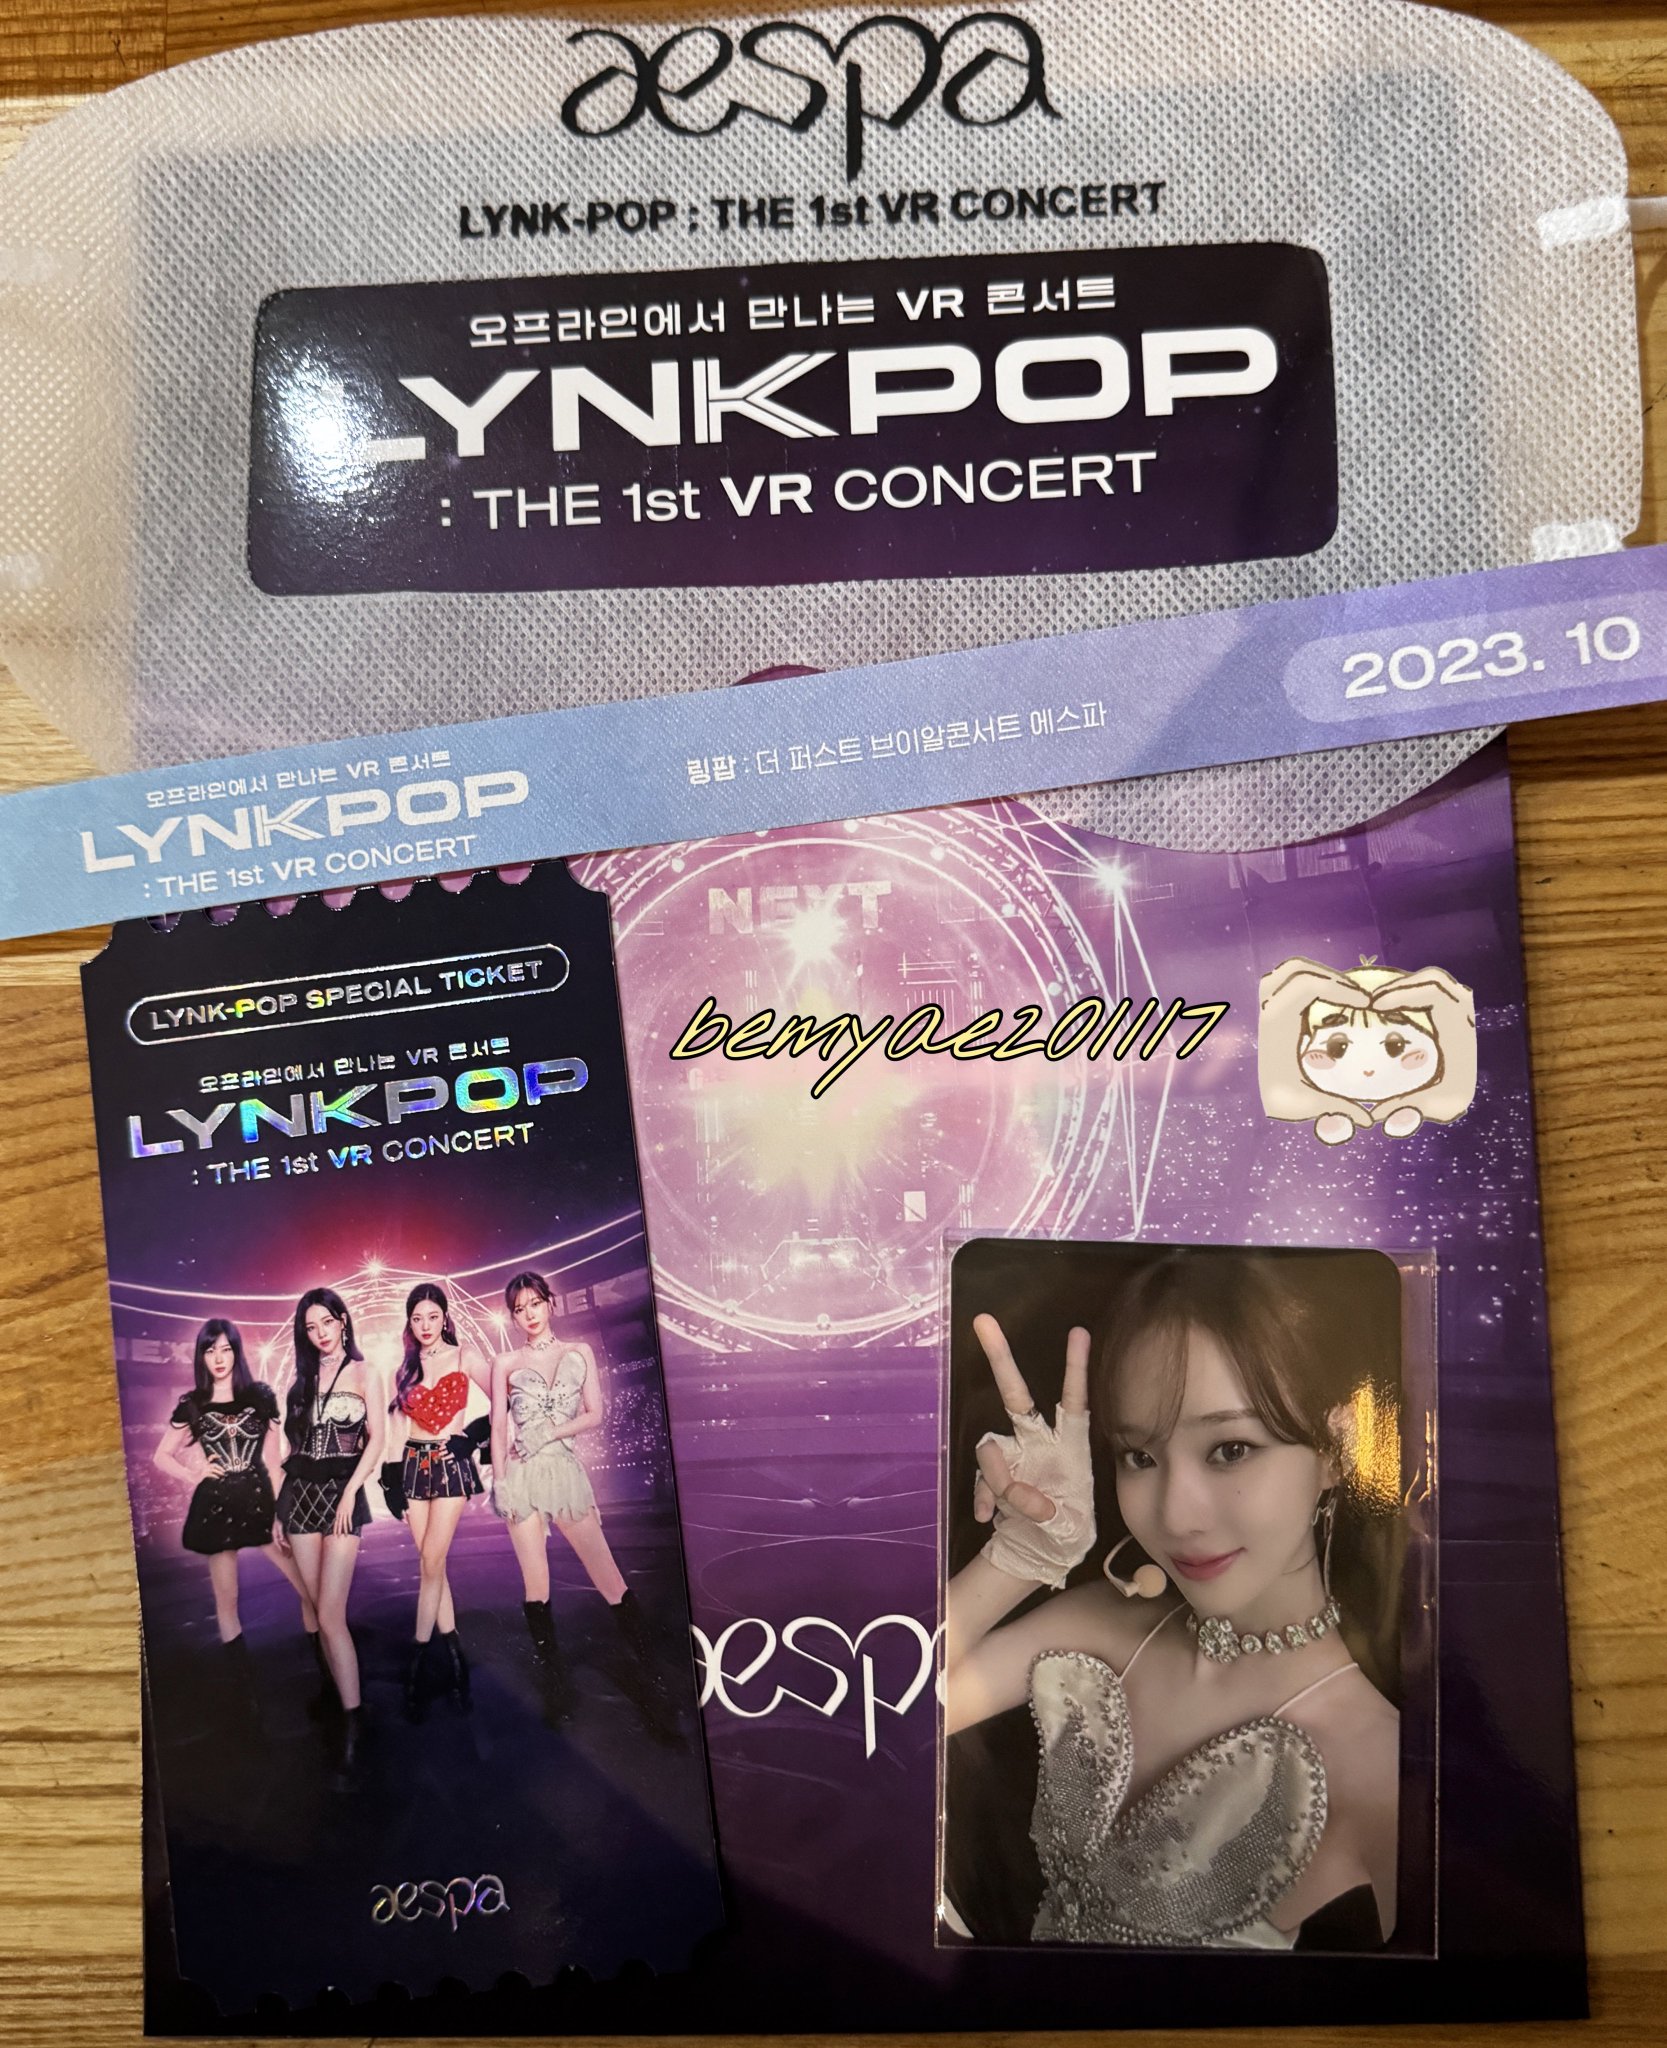 aespa
LYNK-POP : THE 1st VR CONCERT
오프라인에서 만나는 VR 콘서트
LYNKPOP
: THE 1st VR CONCERT
2023. 10
링팝 : 더 퍼스트 브이알콘서트 에스파
오프라인에서 만나는 VR 콘서트
LYNKPOP
: THE 1st VR CONCERT
NEXT
LYNK-POP SPECIAL TICKET
오프라인에서 만나는 VR 콘서트
LYNKPOP
: THE 1st VR CONCERT
bemyae201117
aespa
aespa